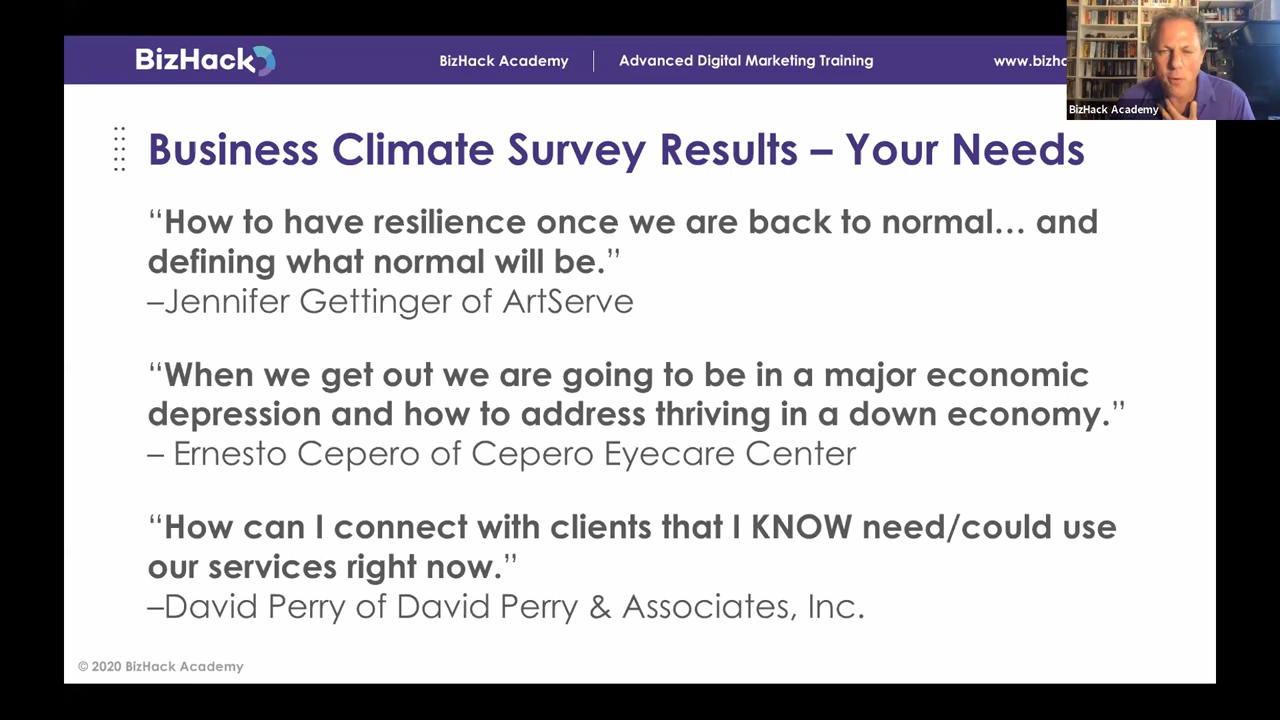 BizHack
BizHack Academy
Advanced Digital Marketing Training
www.bizha
BizHack Academy
Business Climate Survey Results – Your Needs
“How to have resilience once we are back to normal… and
defining what normal will be.”
–Jennifer Gettinger of ArtServe
“When we get out we are going to be in a major economic
depression and how to address thriving in a down economy.”
– Ernesto Cepero of Cepero Eyecare Center
“How can I connect with clients that I KNOW need/could use
our services right now.”
–David Perry of David Perry & Associates, Inc.
© 2020 BizHack Academy